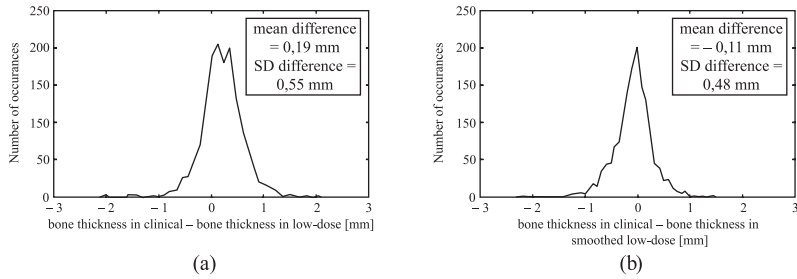 250
200
150
150
50
0
Number of occurances
mean difference
= 0,19 mm
SD difference =
0,55 mm
– 3
– 2
– 1
0
1
2
3
bone thickness in clinical – bone thickness in low-dose [mm]
(a)
250
200
150
150
50
0
Number of occurances
mean difference
= – 0,11 mm
SD difference =
0,48 mm
– 3
– 2
– 1
0
1
2
3
bone thickness in clinical – bone thickness in
smoothed low-dose [mm]
(b)